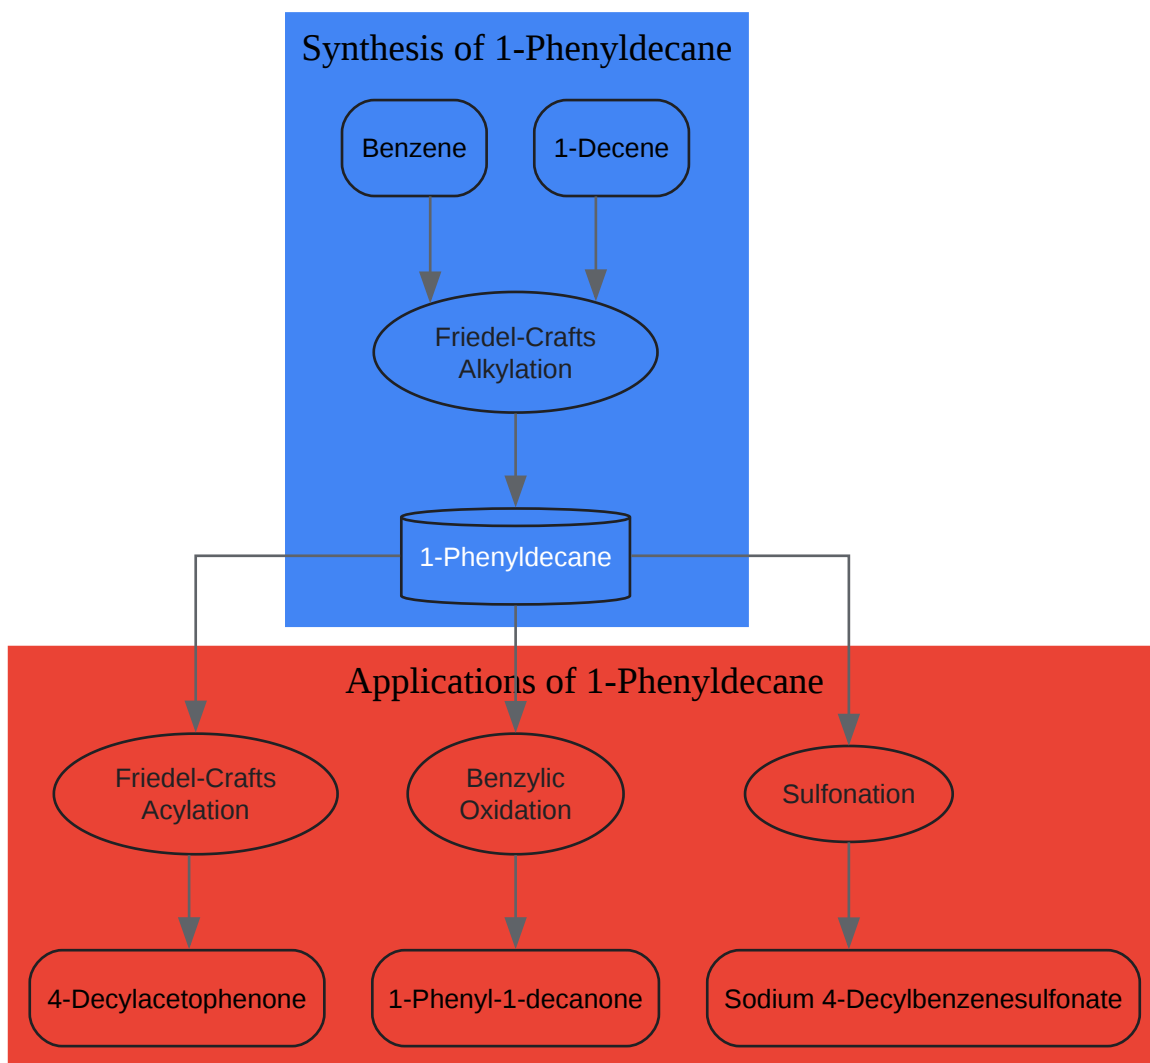 Synthesis of 1-Phenyldecane
Benzene
1-Decene
Friedel-Crafts
Alkylation
1-Phenyldecane
Applications of 1-Phenyldecane
Friedel-Crafts
Acylation
Benzylic
Oxidation
Sulfonation
4-Decylacetophenone
1-Phenyl-1-decanone
Sodium 4-Decylbenzenesulfonate